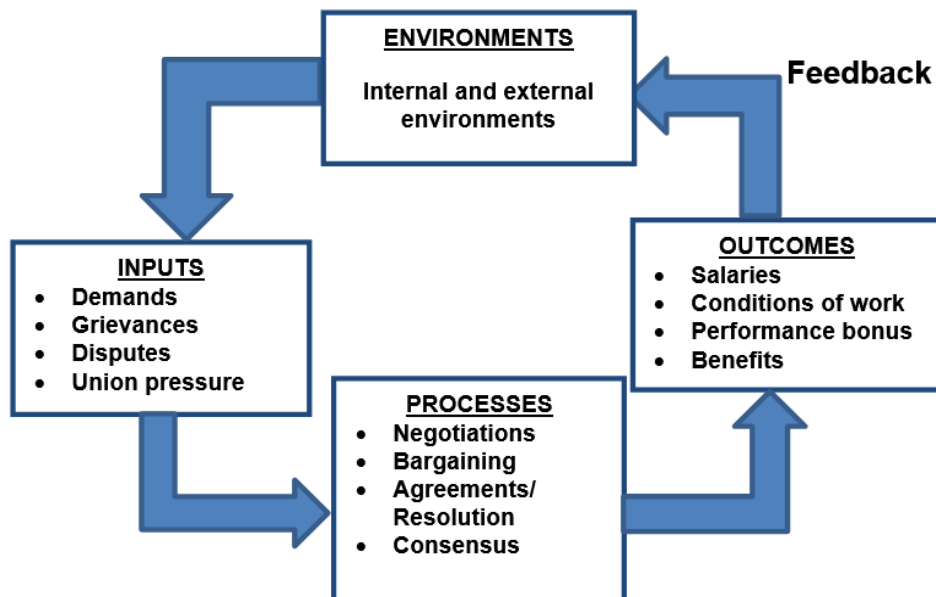 ENVIRONMENTS
Internal and external
environments
Feedback
INPUTS
• Demands
• Grievances
• Disputes
• Union pressure
PROCESSES
• Negotiations
• Bargaining
• Agreements/
Resolution
• Consensus
OUTCOMES
• Salaries
• Conditions of work
• Performance bonus
• Benefits